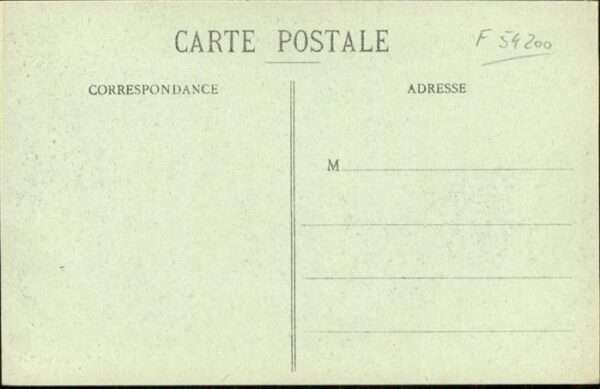 CARTE POSTALE
F 54200
CORRESPONDANCE
ADRESSE
M